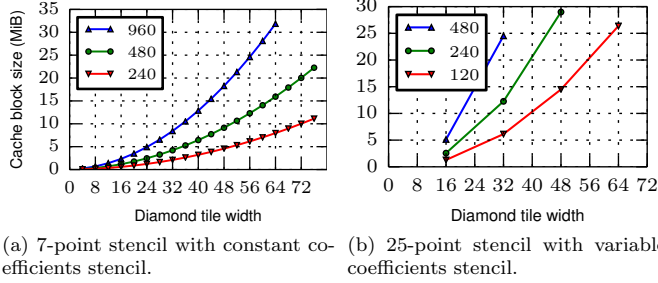 35
30
25
20
15
10
5
0
Cache block size (MiB)
960
480
240
0 8 16 24 32 40 48 56 64 72
Diamond tile width
(a) 7-point stencil with constant co-
efficients stencil.
30
25
20
15
10
5
0
480
240
120
0 8 16 24 32 40 48 56 64 72
Diamond tile width
(b) 25-point stencil with variable
coefficients stencil.